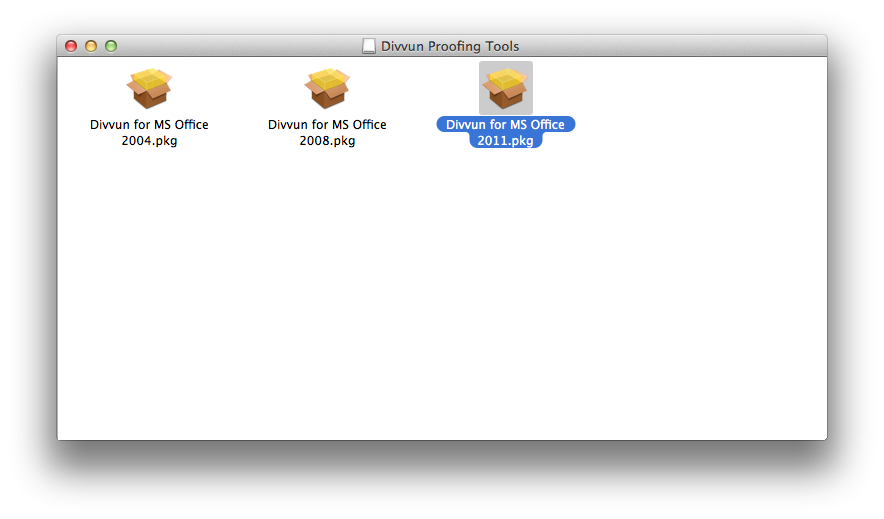 Divvun Proofing Tools
Divvun for MS Office
2004.pkg
Divvun for MS Office
2008.pkg
Divvun for MS Office
2011.pkg